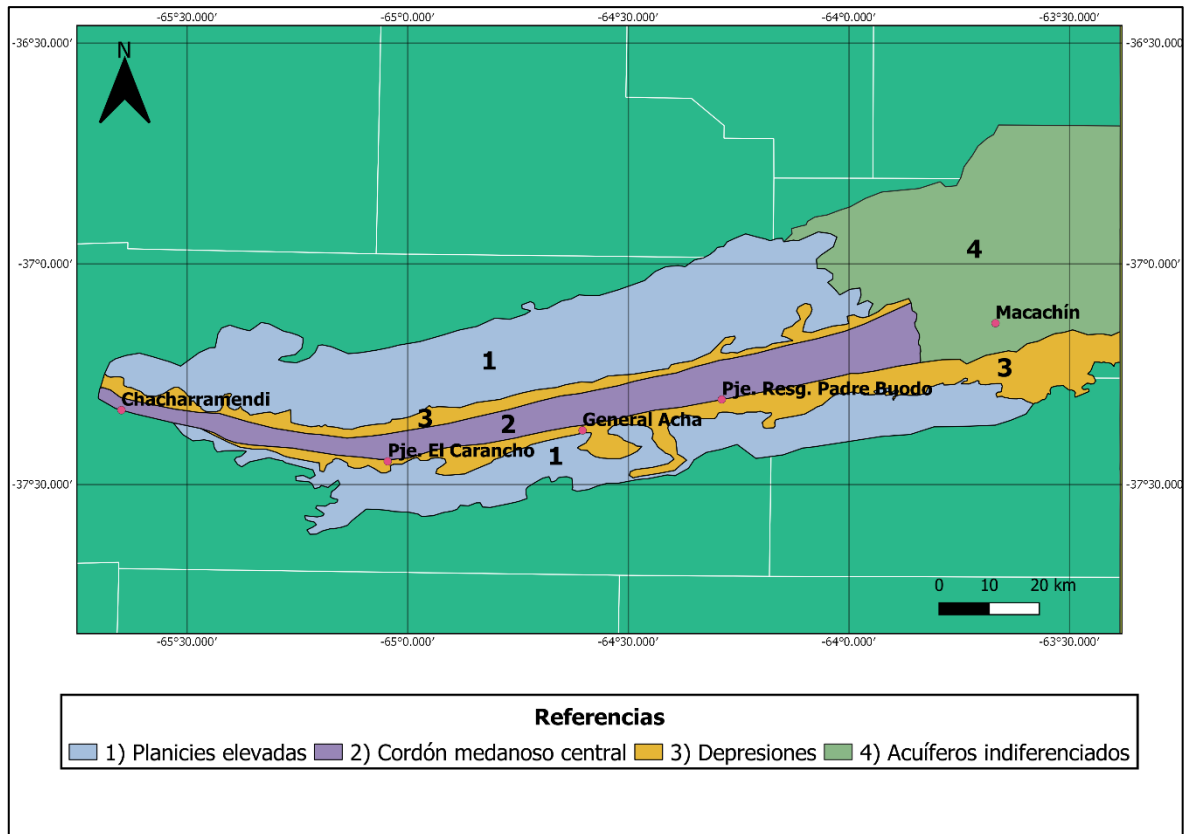 -65°30.000' -65°0.000' -64°30.000' -64°0.000' -63°30.000'
-36°30.000' -36°30.000'
N
4
-37°0.000' -37°0.000'
Macachín
1
3
Pje. Resg. Padre Buodo
Chacharramendi
3
2
General Acha
Pje. El Carancho
1
-37°30.000' -37°30.000'
0 10 20 km
-65°30.000' -65°0.000' -64°30.000' -64°0.000' -63°30.000'
Referencias
1) Planicies elevadas 2) Cordón medanoso central 3) Depresiones 4) Acuíferos indiferenciados